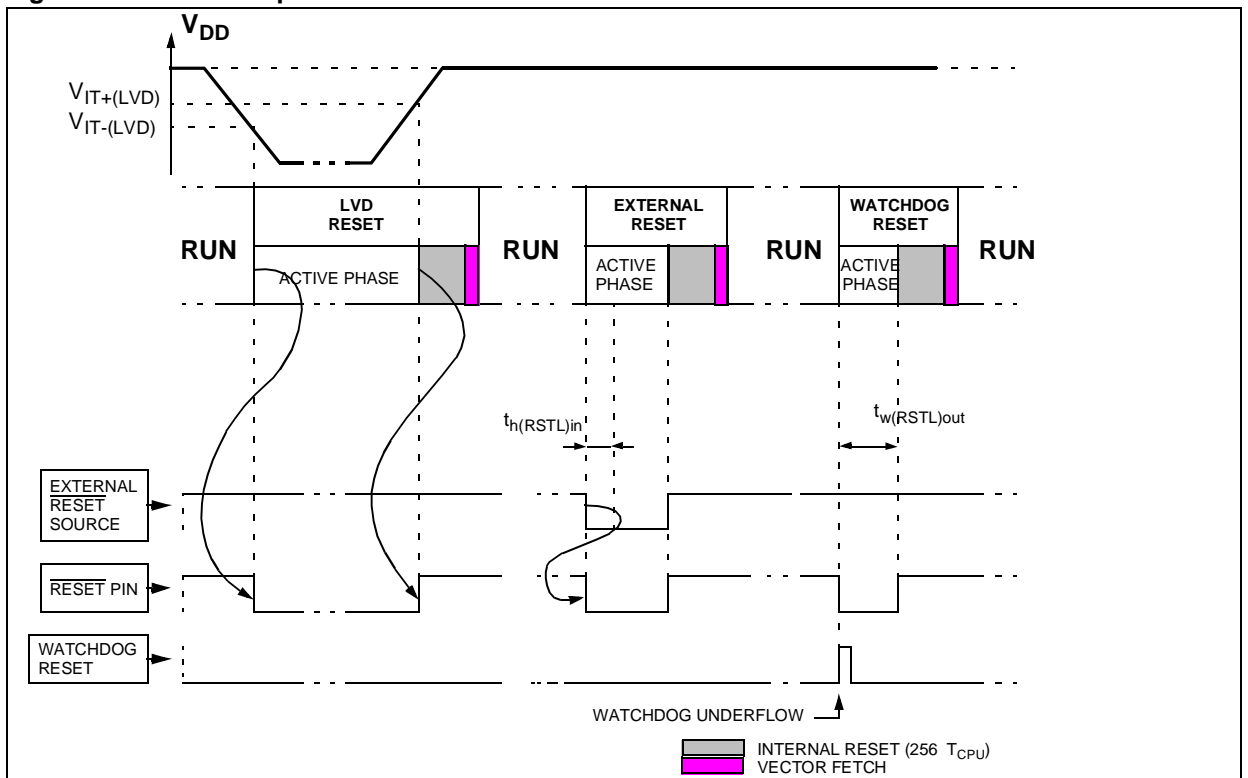 V_DD
V_IT+(LVD)
V_IT-(LVD)
LVD
RESET
EXTERNAL
RESET
WATCHDOG
RESET
RUN
RUN
RUN
RUN
ACTIVE PHASE
ACTIVE
PHASE
ACTIVE
PHASE
t_h(RSTL)in
t_w(RSTL)out
EXTERNAL
RESET
SOURCE
RESET PIN
WATCHDOG
RESET
WATCHDOG UNDERFLOW
INTERNAL RESET (256 T_CPU)
VECTOR FETCH